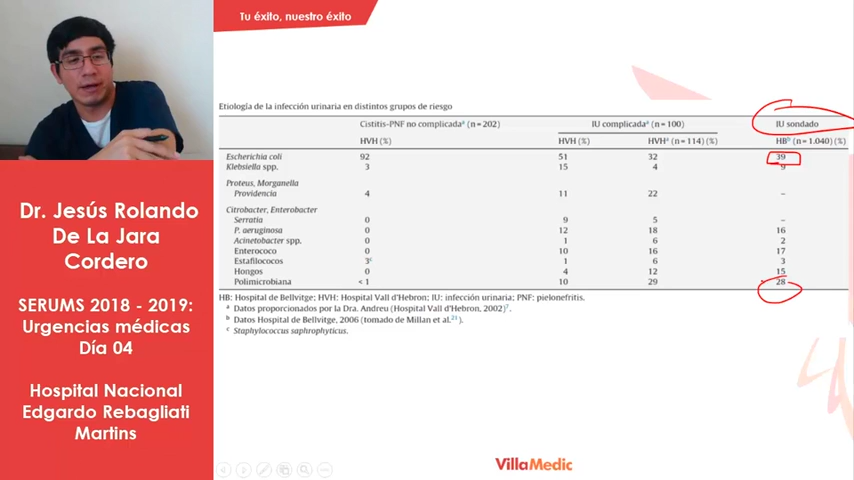 Tu éxito, nuestro éxito
Dr. Jesús Rolando
De La Jara
Cordero
SERUMS 2018 - 2019:
Urgencias médicas
Día 04
Hospital Nacional
Edgardo Rebagliati
Martins
Etiología de la infección urinaria en distintos grupos de riesgo
Cistitis–PNF no complicadaª (n = 202) IU complicadaª (n = 100) IU sondado
HVH (%) HVH (%) HVHª (n = 114) (%) HBᵇ (n = 1.040) (%)
Escherichia coli 92 51 32 39
Klebsiella spp. 3 15 4 9
Proteus, Morganella
Providencia 4 11 22 –
Citrobacter, Enterobacter
Serratia 0 9 5 –
P. aeruginosa 0 12 18 16
Acinetobacter spp. 0 1 6 2
Enterococo 0 10 16 17
Estafilococos 3ᶜ 1 6 3
Hongos 0 4 12 15
Polimicrobiana < 1 10 29 28
HB: Hospital de Bellvitge; HVH: Hospital Vall d'Hebron; IU: infección urinaria; PNF: pielonefritis.
ª Datos proporcionados por la Dra. Andreu (Hospital Vall d'Hebron, 2002)⁷.
ᵇ Datos Hospital de Bellvitge, 2006 (tomado de Millan et al.²¹).
ᶜ Staphylococcus saphrophyticus.
VillaMedic